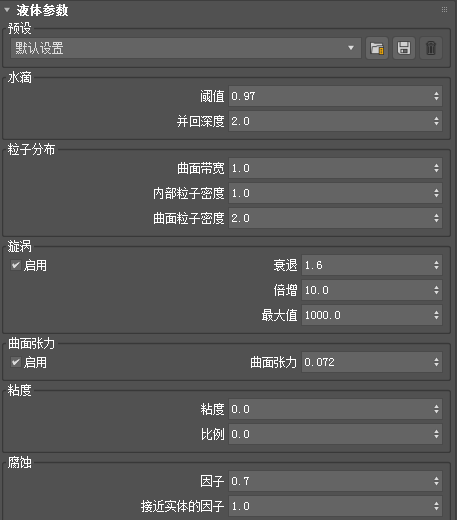 液体参数
预设
默认设置
水滴
阈值 0.97
并回深度 2.0
粒子分布
曲面带宽 1.0
内部粒子密度 1.0
曲面粒子密度 2.0
漩涡
启用 衰退 1.6
倍增 10.0
最大值 1000.0
曲面张力
启用 曲面张力 0.072
粘度
粘度 0.0
比例 0.0
腐蚀
因子 0.7
接近实体的因子 1.0